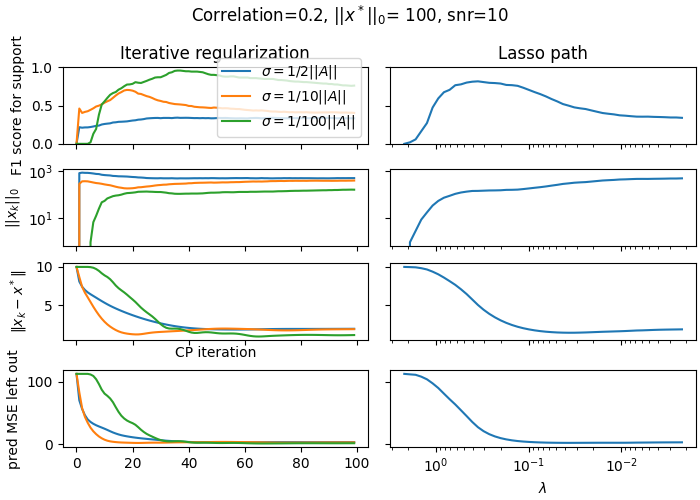 Correlation=0.2, ||x*||₀= 100, snr=10
Iterative regularization
Lasso path
F1 score for support
1.0
0.5
0.0
σ = 1/2||A||
σ = 1/10||A||
σ = 1/100||A||
||xₖ||₀
10³
10¹
‖xₖ − x*‖
10
5
CP iteration
pred MSE left out
100
0
0 20 40 60 80 100
10⁰ 10⁻¹ 10⁻²
λ